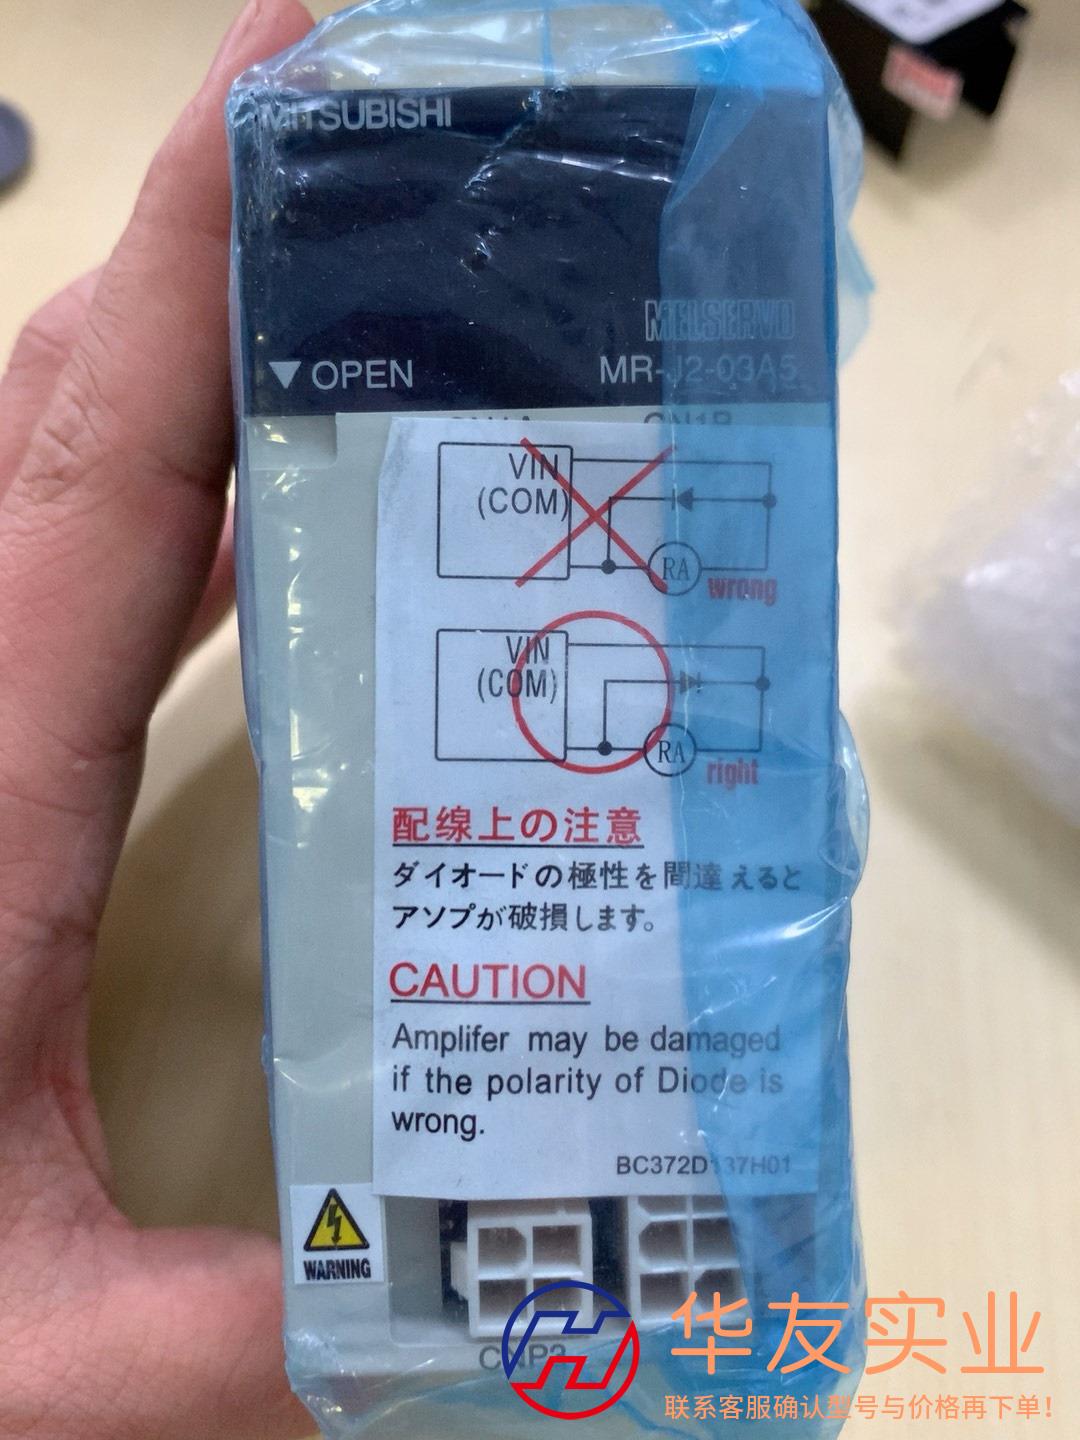 MITSUBISHI
MELSERVO
▼ OPEN
MR-J2-03A5
CN1B
VIN
(COM)
RA
wrong
VIN
(COM)
RA
right
配線上の注意
ダイオードの極性を間違えると
アンプが破損します。
CAUTION
Amplifer may be damaged
if the polarity of Diode is
wrong.
BC372D137H01
WARNING
华友实业
联系客服确认型号与价格再下单！